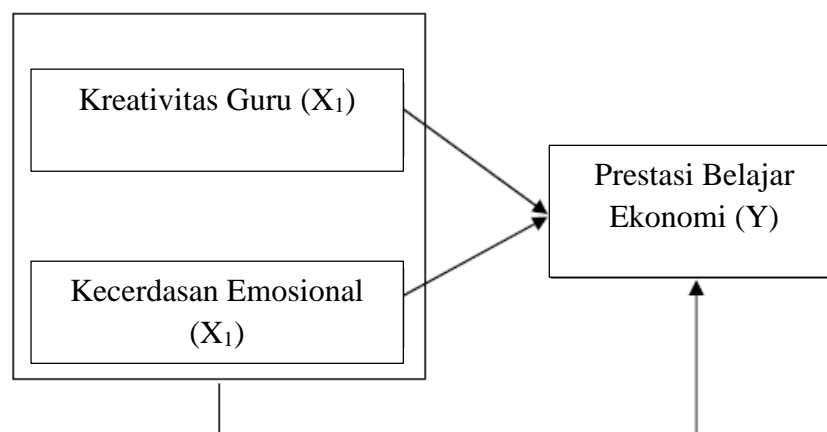 Kreativitas Guru (X₁)
Prestasi Belajar
Ekonomi (Y)
Kecerdasan Emosional
(X₁)